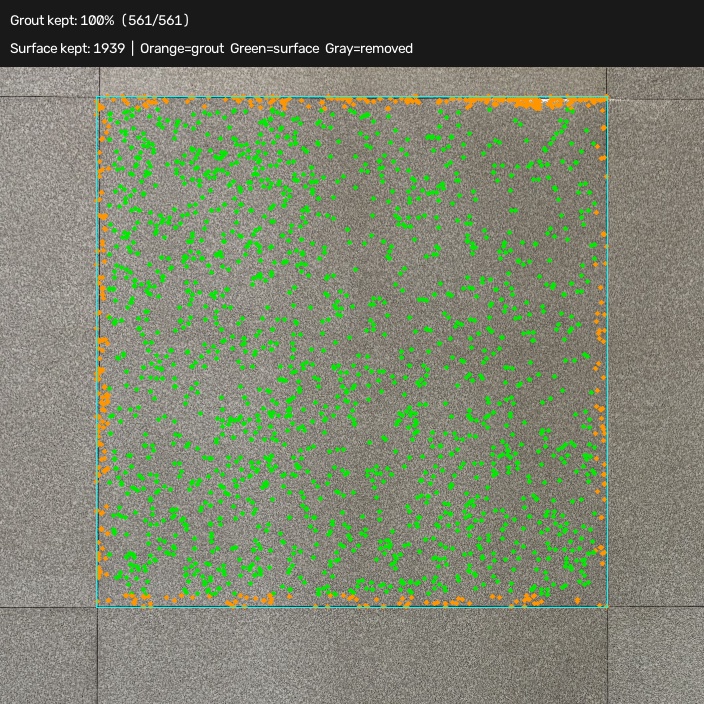 Grout kept: 100% (561/561)
Surface kept: 1939 | Orange=grout Green=surface Gray=removed